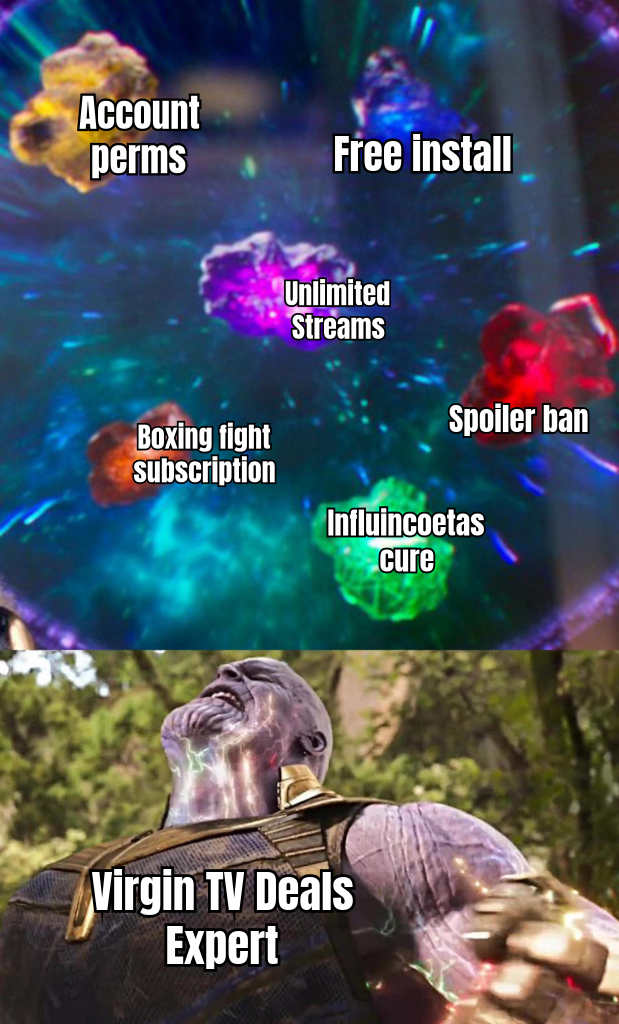 Account
perms
Free install
Unlimited
Streams
Spoiler ban
Boxing fight
subscription
Influincoetas
cure
Virgin TV Deals
Expert